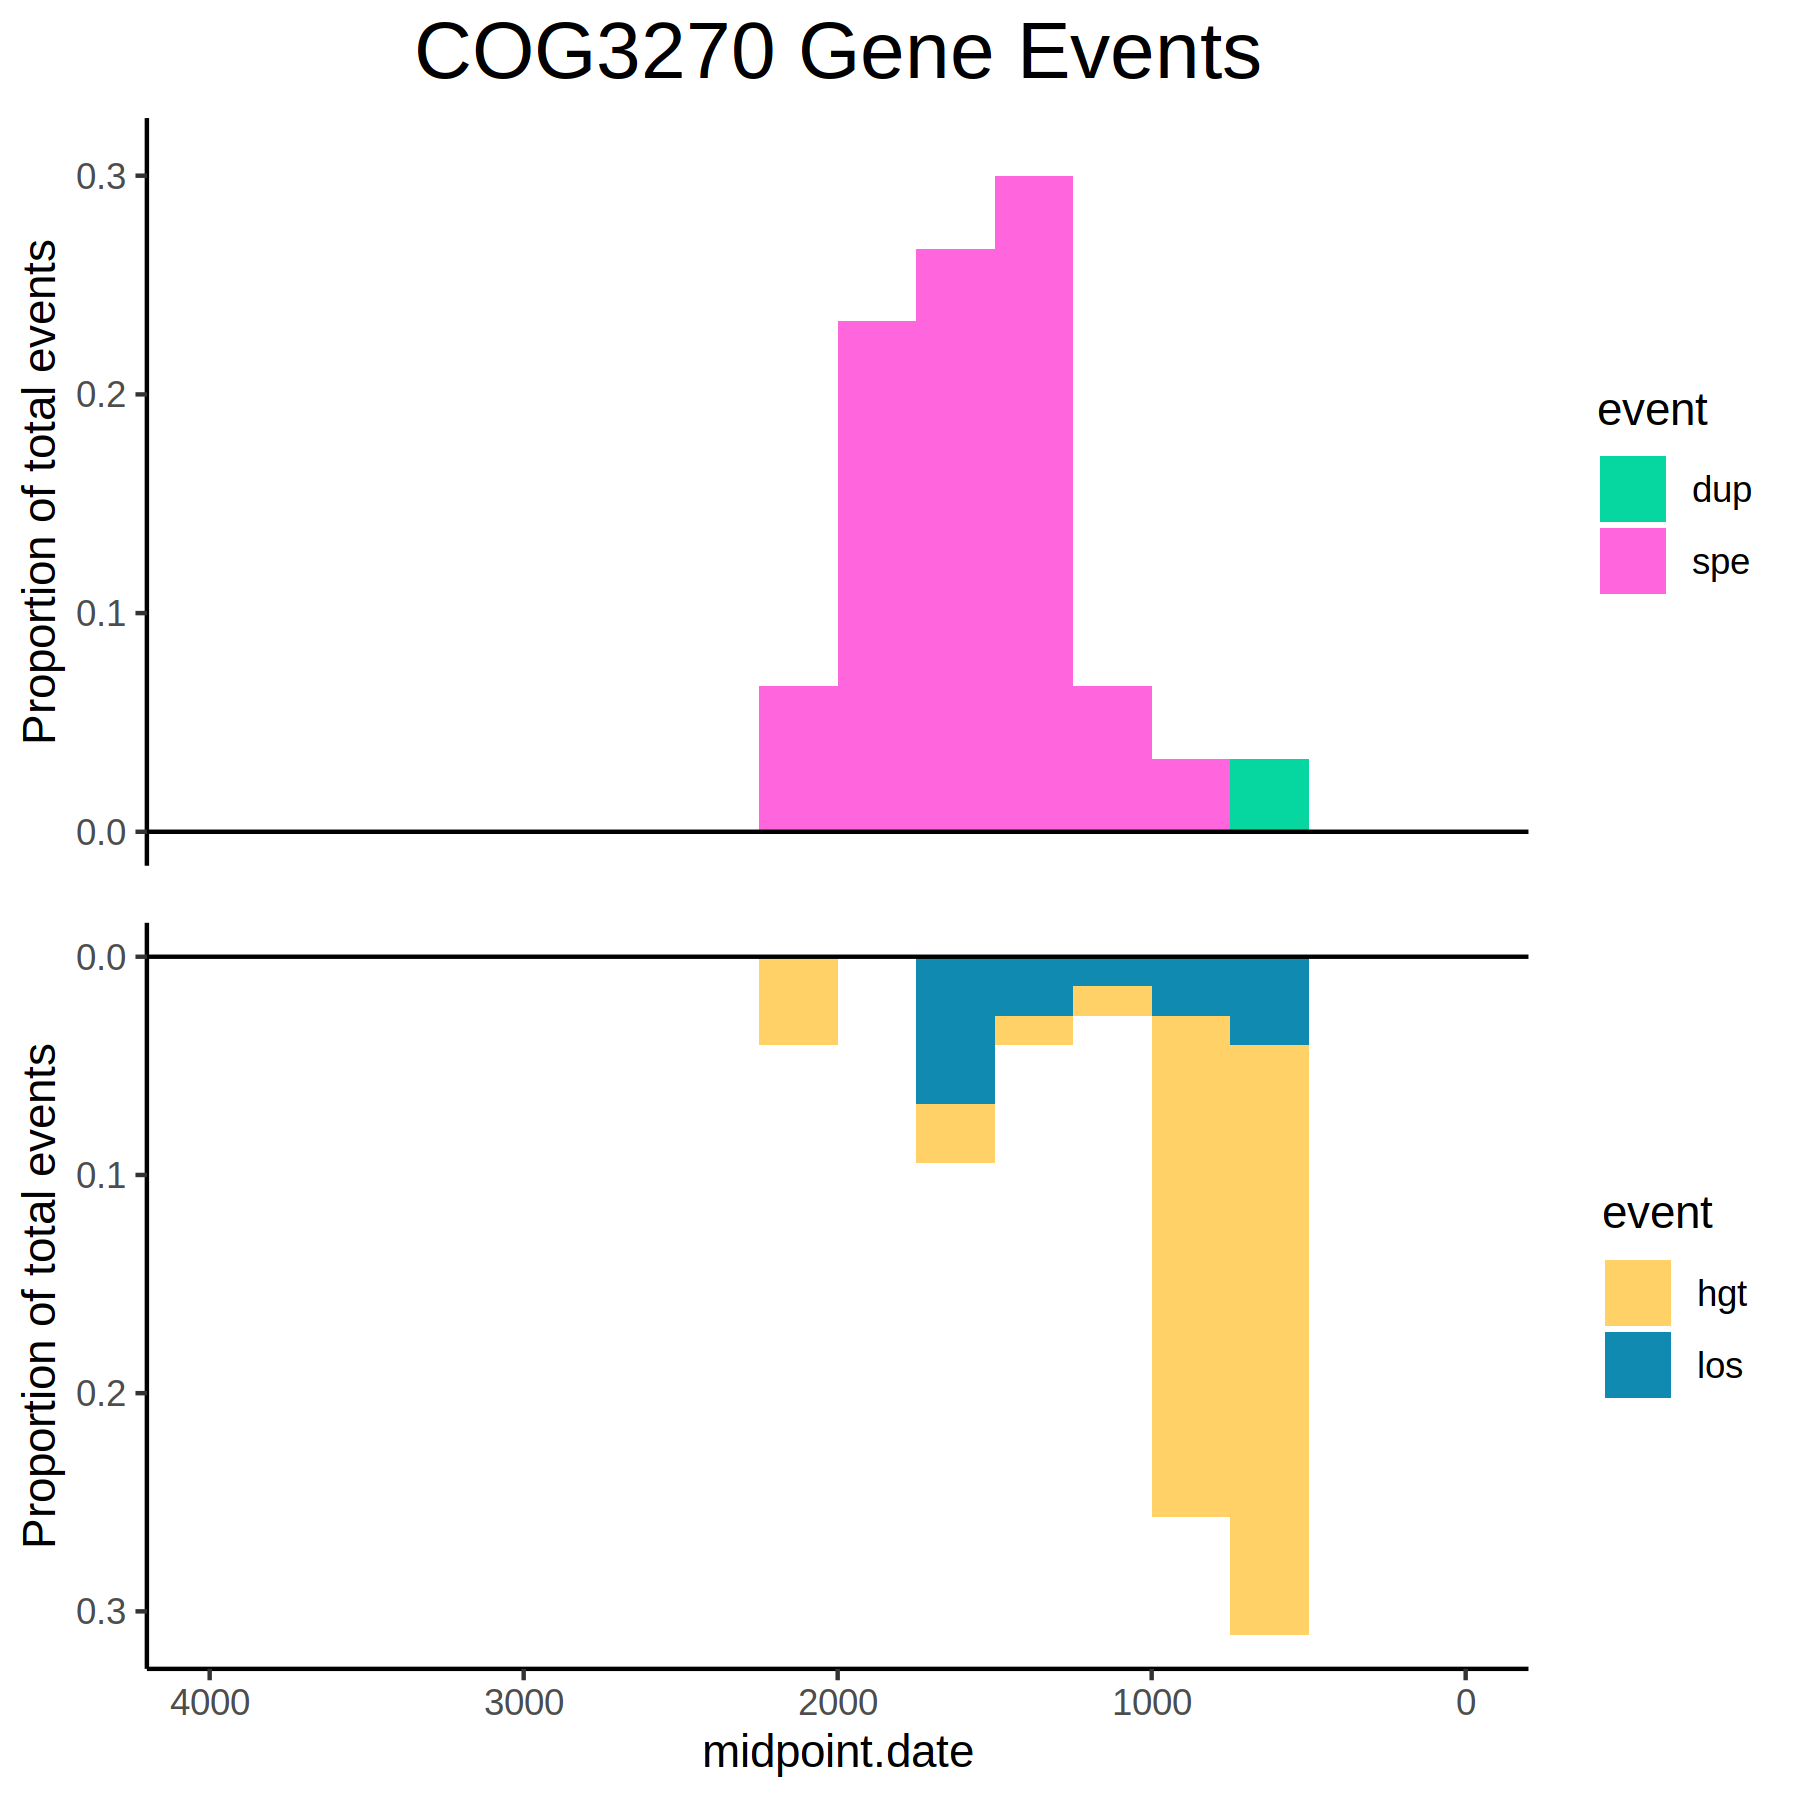 COG3270 Gene Events
Proportion of total events
0.3
0.2
0.1
0.0
event
dup
spe
Proportion of total events
0.0
0.1
0.2
0.3
event
hgt
los
4000 3000 2000 1000 0
midpoint.date